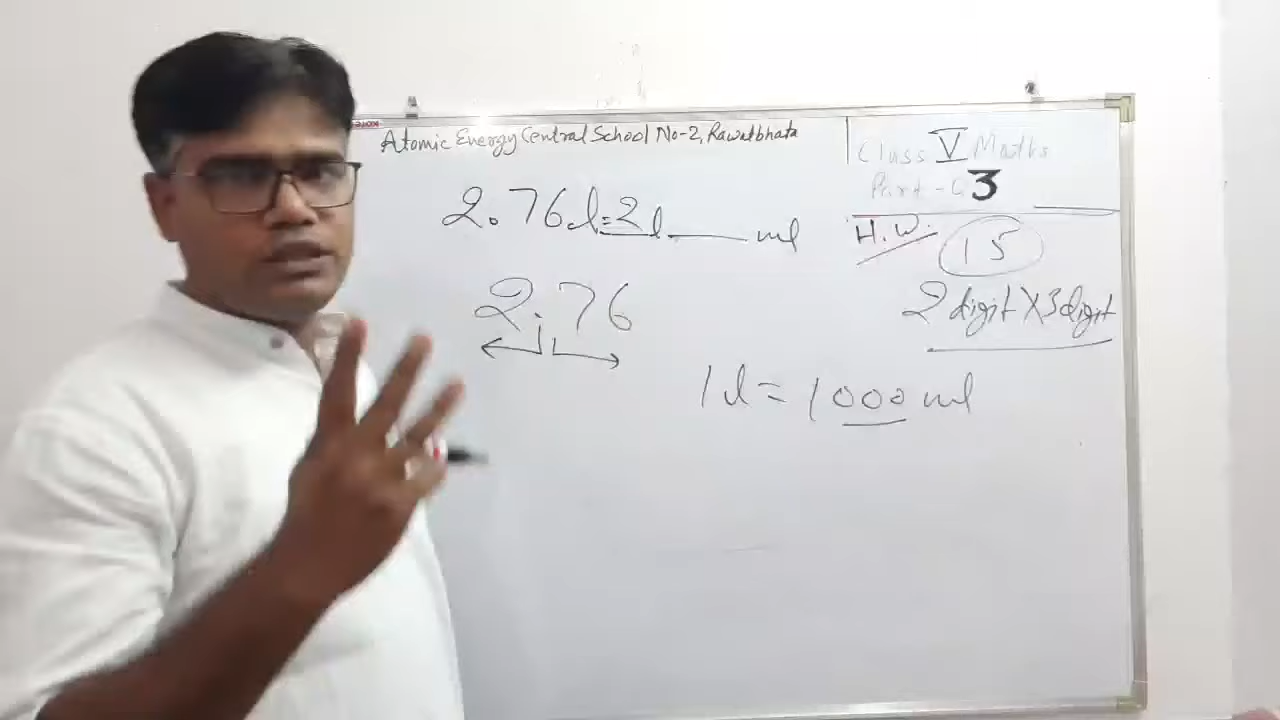 Atomic Energy Central School No-2, Rawatbhata
Class V Maths
Part - 3
2.76 l = 2 l ____ ml
H.W. 15
2.76
2 digit X 3 digit
1 l = 1000 ml